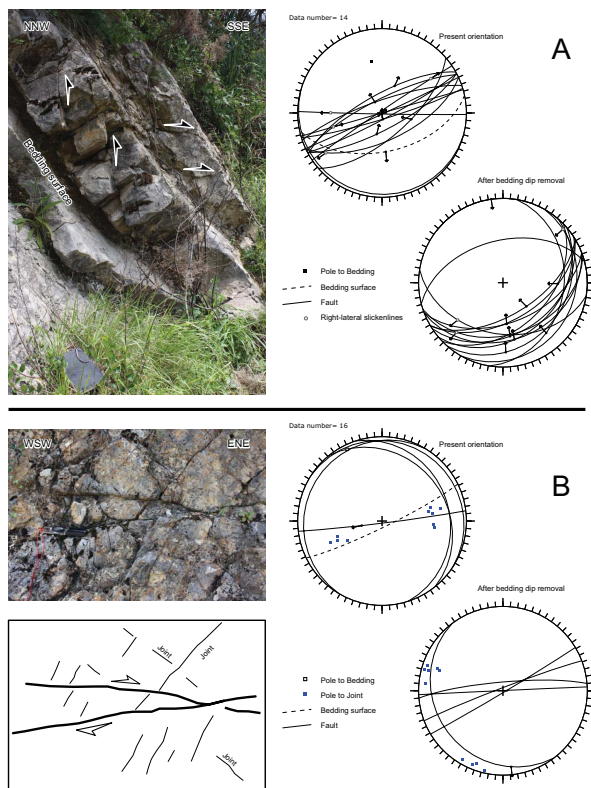 NNW
SSE
Bedding surface
Data number= 14
Present orientation
A
After bedding dip removal
Pole to Bedding
Bedding surface
Fault
Right-lateral slickenlines
WSW
ENE
Data number= 16
Present orientation
B
After bedding dip removal
Joint
Joint
Joint
Pole to Bedding
Pole to Joint
Bedding surface
Fault